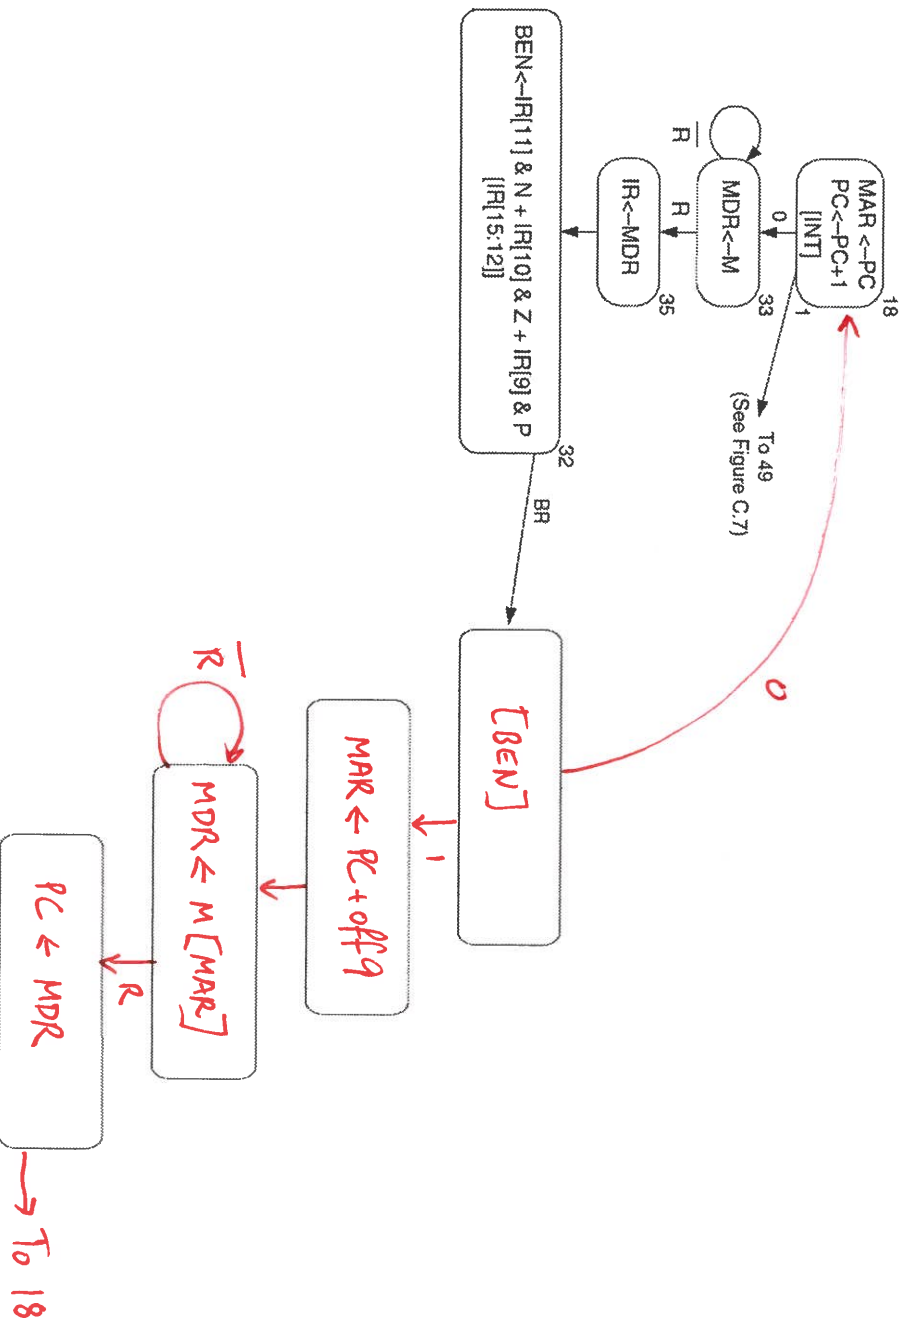 18
MAR <–PC
PC<–PC+1
[INT]
0
1
To 49
(See Figure C.7)
33
MDR<–M
R̅
R
35
IR<–MDR
32
BEN<–IR[11] & N + IR[10] & Z + IR[9] & P
[IR[15:12]]
BR
0
[BEN]
1
MAR ← PC+off9
R̅
MDR ← M[MAR]
R
PC ← MDR
→ To 18